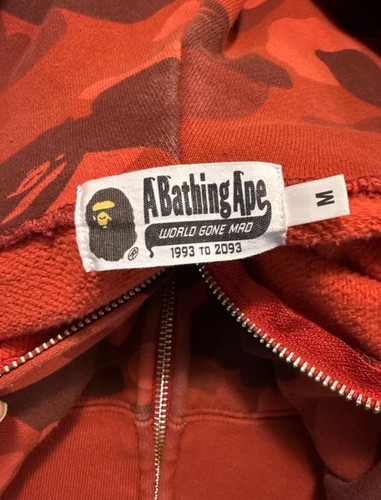 A Bathing Ape
WORLD GONE MAD
1993 TO 2093
M